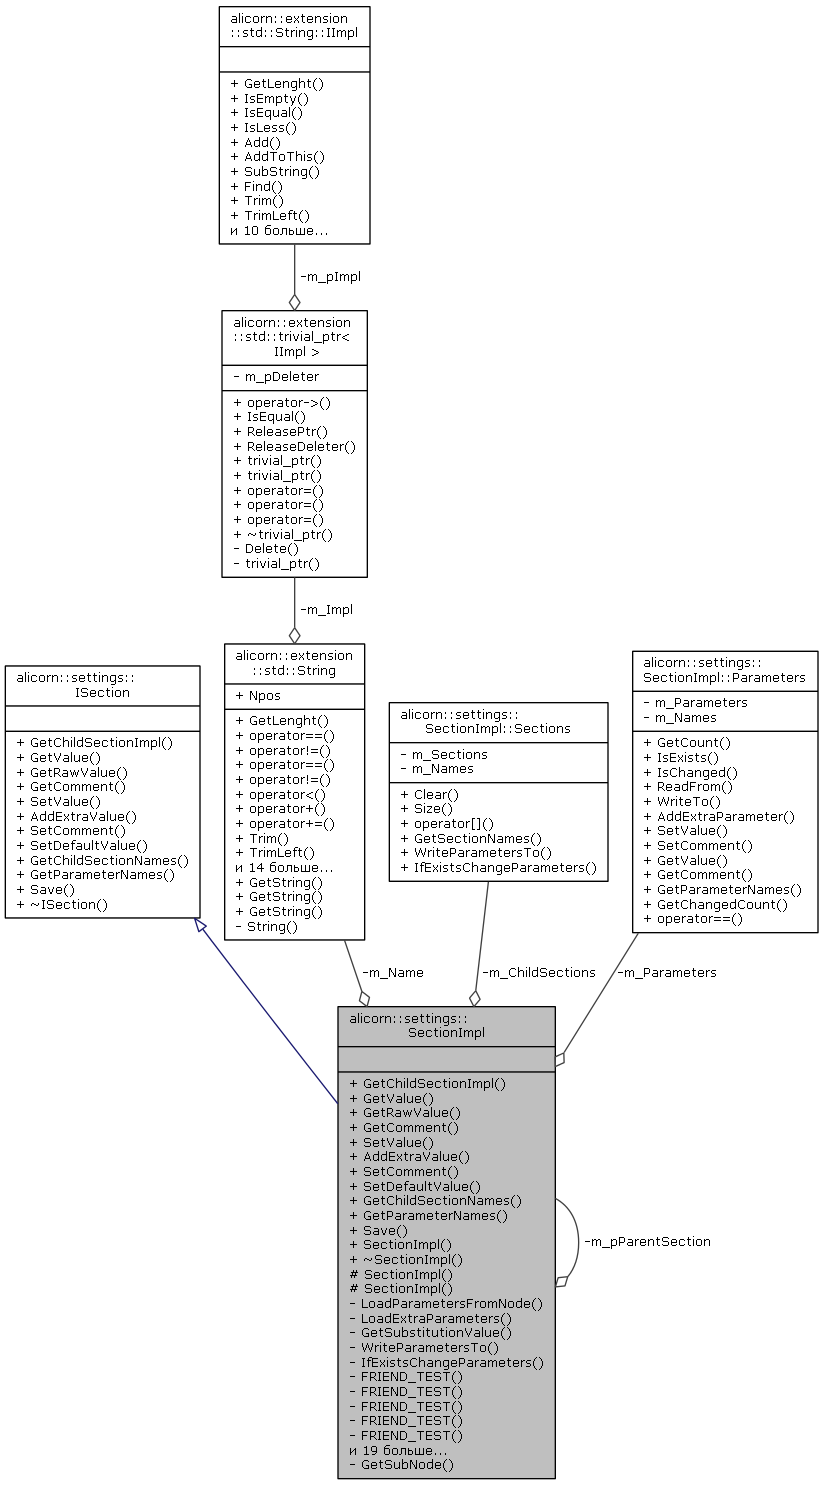 alicorn::extension
::std::String::IImpl
+ GetLenght()
+ IsEmpty()
+ IsEqual()
+ IsLess()
+ Add()
+ AddToThis()
+ SubString()
+ Find()
+ Trim()
+ TrimLeft()
и 10 больше...
-m_pImpl
alicorn::extension
::std::trivial_ptr<
IImpl >
- m_pDeleter
+ operator->()
+ IsEqual()
+ ReleasePtr()
+ ReleaseDeleter()
+ trivial_ptr()
+ trivial_ptr()
+ operator=()
+ operator=()
+ operator=()
+ ~trivial_ptr()
- Delete()
- trivial_ptr()
-m_Impl
alicorn::settings::
ISection
+ GetChildSectionImpl()
+ GetValue()
+ GetRawValue()
+ GetComment()
+ SetValue()
+ AddExtraValue()
+ SetComment()
+ SetDefaultValue()
+ GetChildSectionNames()
+ GetParameterNames()
+ Save()
+ ~ISection()
alicorn::extension
::std::String
+ Npos
+ GetLenght()
+ operator==()
+ operator!=()
+ operator==()
+ operator!=()
+ operator<()
+ operator+()
+ operator+=()
+ Trim()
+ TrimLeft()
и 14 больше...
+ GetString()
+ GetString()
+ GetString()
- String()
alicorn::settings::
SectionImpl::Sections
- m_Sections
- m_Names
+ Clear()
+ Size()
+ operator[]()
+ GetSectionNames()
+ WriteParametersTo()
+ IfExistsChangeParameters()
alicorn::settings::
SectionImpl::Parameters
- m_Parameters
- m_Names
+ GetCount()
+ IsExists()
+ IsChanged()
+ ReadFrom()
+ WriteTo()
+ AddExtraParameter()
+ SetValue()
+ SetComment()
+ GetValue()
+ GetComment()
+ GetParameterNames()
+ GetChangedCount()
+ operator==()
-m_Name
-m_ChildSections
-m_Parameters
alicorn::settings::
SectionImpl
+ GetChildSectionImpl()
+ GetValue()
+ GetRawValue()
+ GetComment()
+ SetValue()
+ AddExtraValue()
+ SetComment()
+ SetDefaultValue()
+ GetChildSectionNames()
+ GetParameterNames()
+ Save()
+ SectionImpl()
+ ~SectionImpl()
# SectionImpl()
# SectionImpl()
- LoadParametersFromNode()
- LoadExtraParameters()
- GetSubstitutionValue()
- WriteParametersTo()
- IfExistsChangeParameters()
- FRIEND_TEST()
- FRIEND_TEST()
- FRIEND_TEST()
- FRIEND_TEST()
- FRIEND_TEST()
и 19 больше...
- GetSubNode()
-m_pParentSection